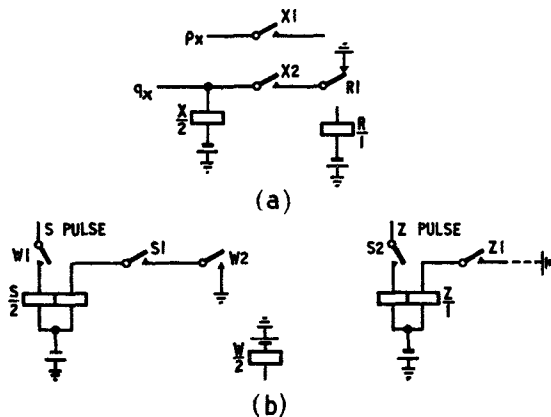 X1
Px
X2
qx
R1
X/2
R/1
(a)
S PULSE
W1
S1
W2
S/2
W/2
Z PULSE
S2
Z1
Z/1
(b)